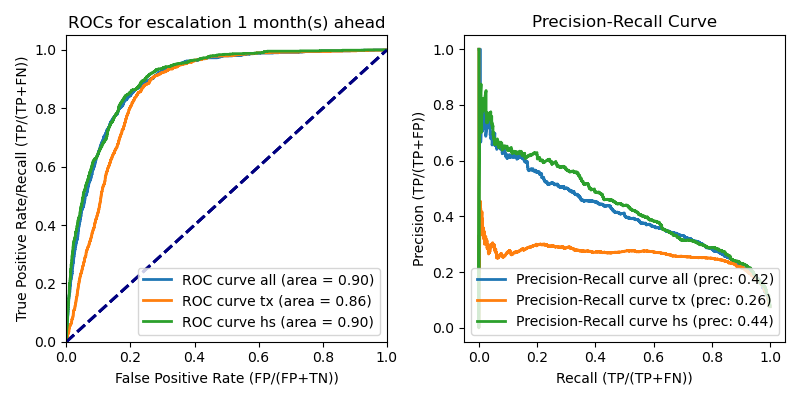 ROCs for escalation 1 month(s) ahead
True Positive Rate/Recall (TP/(TP+FN))
1.0
0.8
0.6
0.4
0.2
0.0
ROC curve all (area = 0.90)
ROC curve tx (area = 0.86)
ROC curve hs (area = 0.90)
0.0 0.2 0.4 0.6 0.8 1.0
False Positive Rate (FP/(FP+TN))
Precision-Recall Curve
Precision (TP/(TP+FP))
1.0
0.8
0.6
0.4
0.2
0.0
Precision-Recall curve all (prec: 0.42)
Precision-Recall curve tx (prec: 0.26)
Precision-Recall curve hs (prec: 0.44)
0.0 0.2 0.4 0.6 0.8 1.0
Recall (TP/(TP+FN))